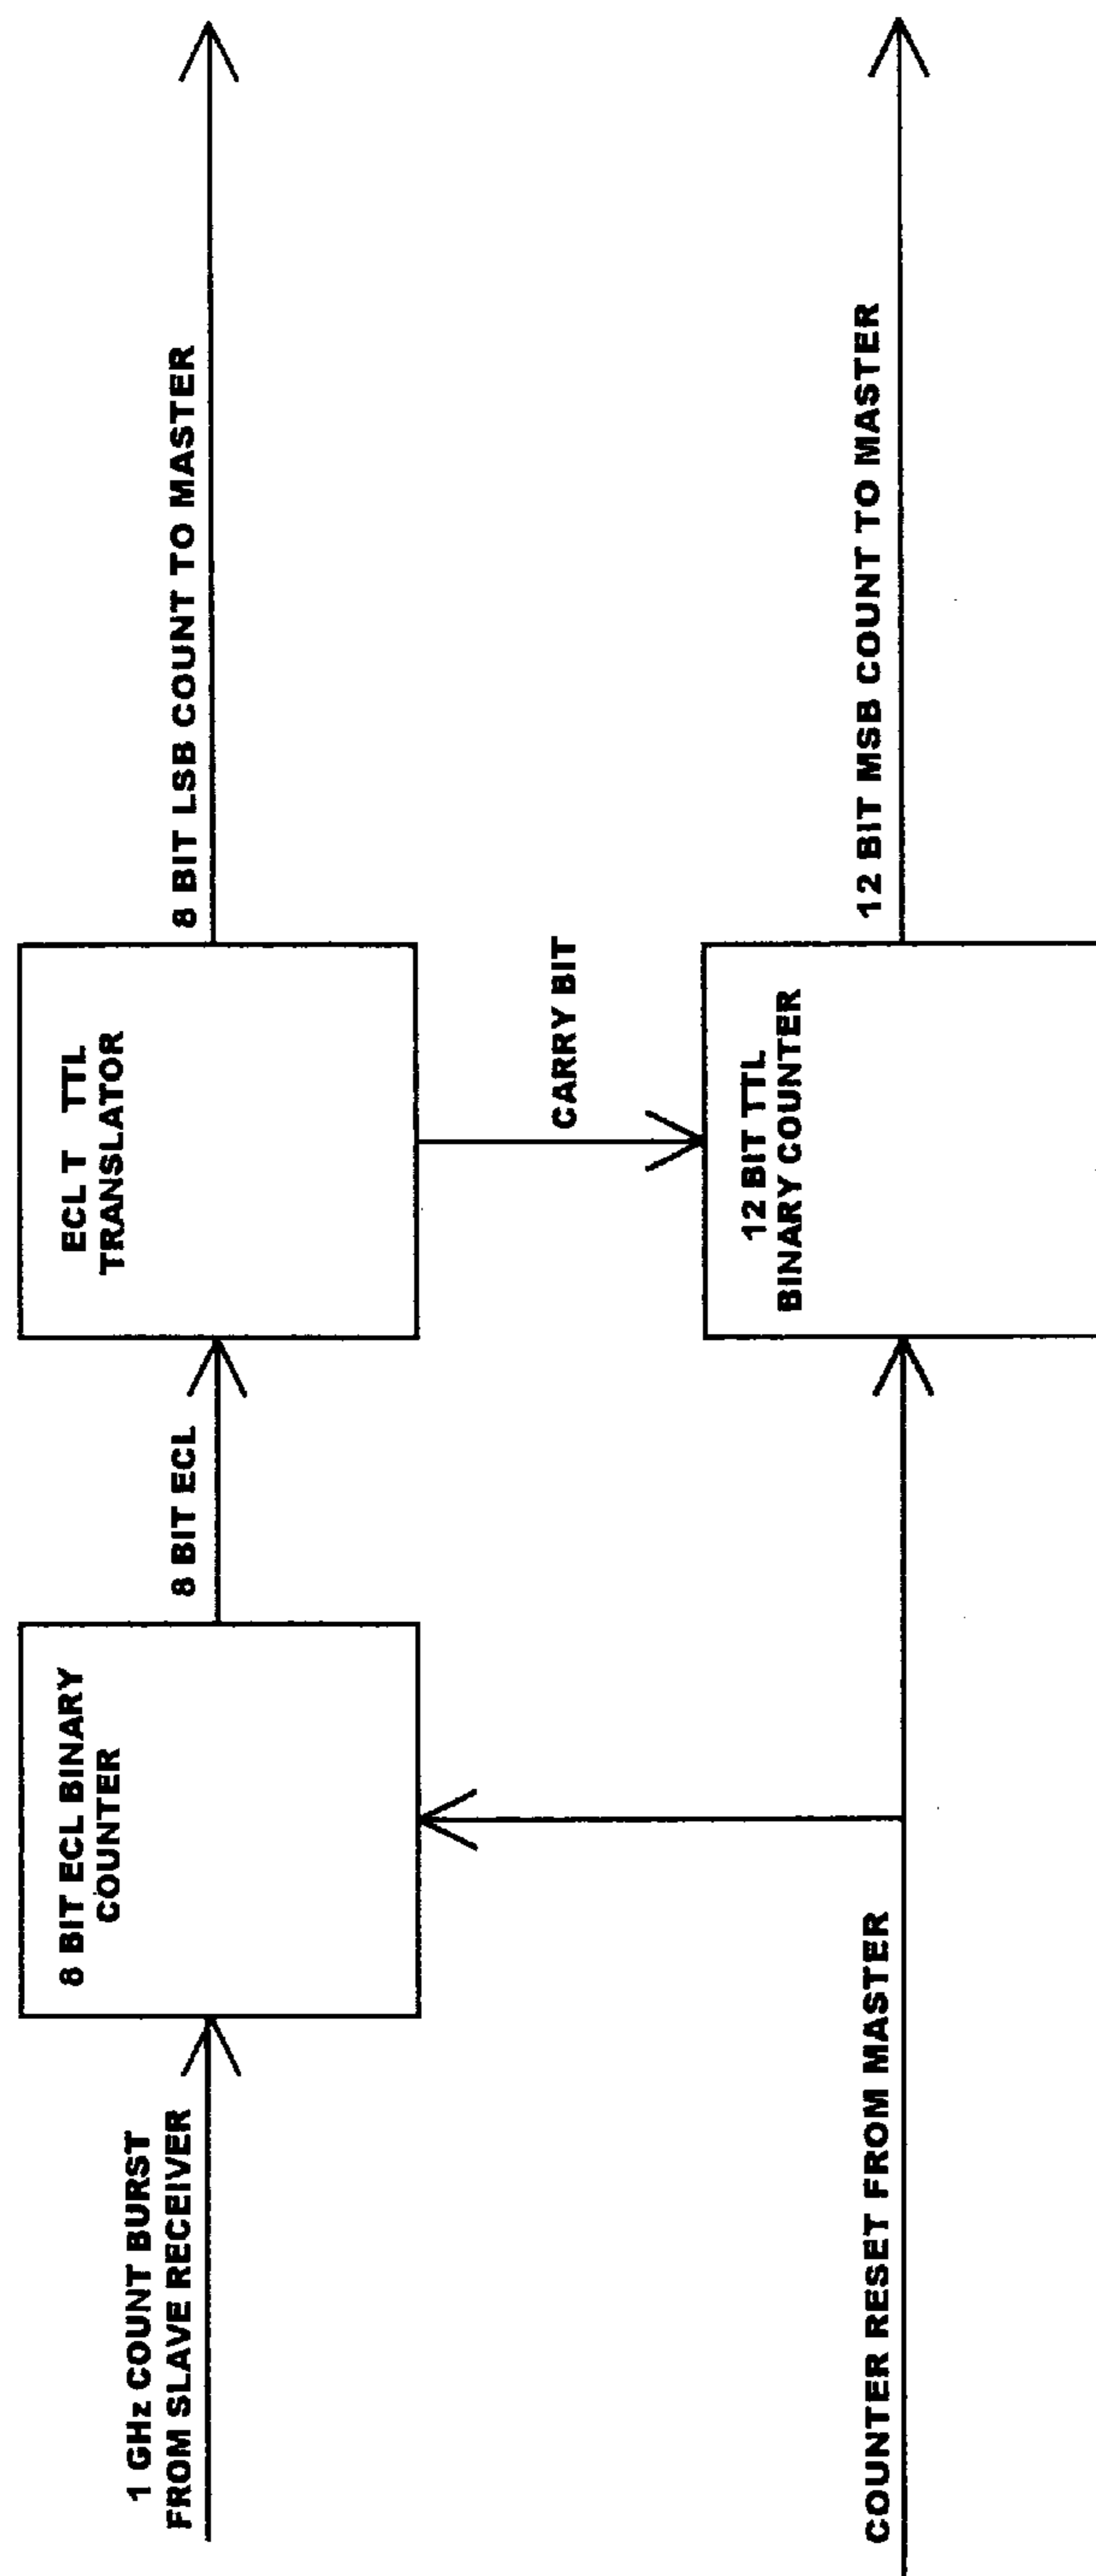 1 GHz COUNT BURST
FROM SLAVE RECEIVER
8 BIT ECL BINARY
COUNTER
8 BIT ECL
ECL T TTL
TRANSLATOR
8 BIT LSB COUNT TO MASTER
CARRY BIT
COUNTER RESET FROM MASTER
12 BIT TTL
BINARY COUNTER
12 BIT MSB COUNT TO MASTER